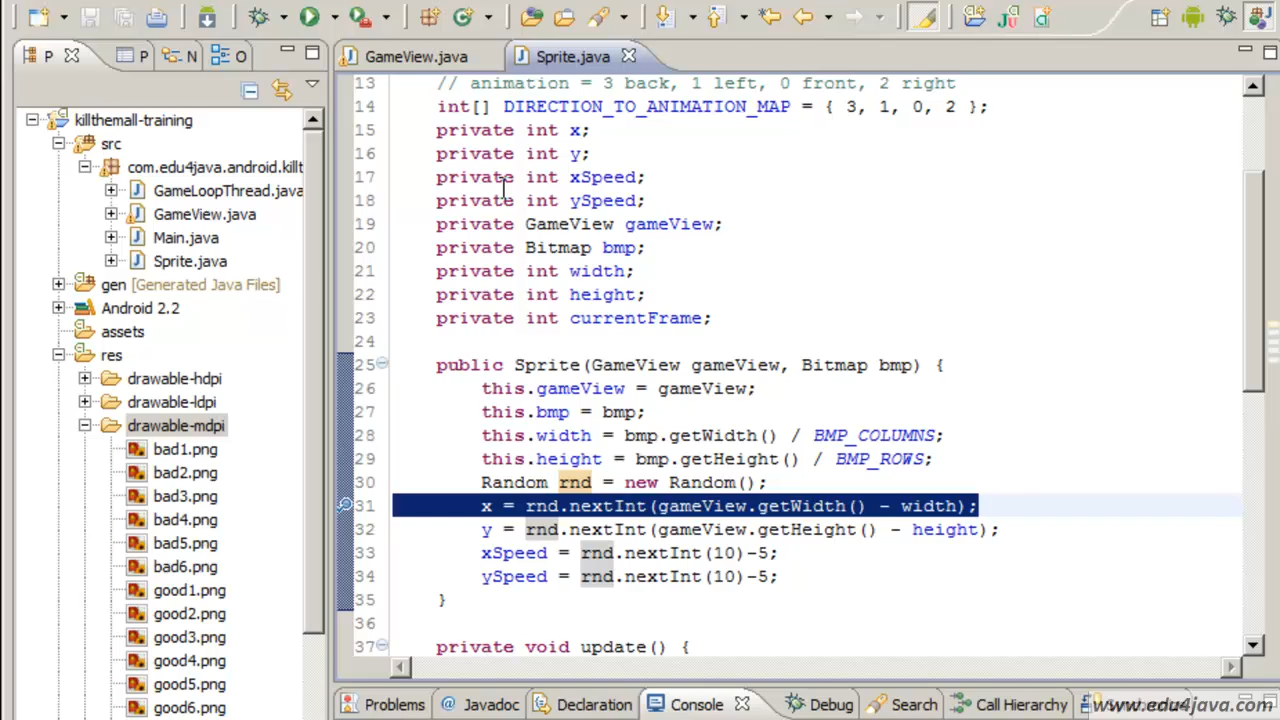 P
P
N
O
GameView.java
Sprite.java
killthemall-training
src
com.edu4java.android.killt
GameLoopThread.java
GameView.java
Main.java
Sprite.java
gen [Generated Java Files]
Android 2.2
assets
res
drawable-hdpi
drawable-ldpi
drawable-mdpi
bad1.png
bad2.png
bad3.png
bad4.png
bad5.png
bad6.png
good1.png
good2.png
good3.png
good4.png
good5.png
good6.png
13 // animation = 3 back, 1 left, 0 front, 2 right
14 int[] DIRECTION_TO_ANIMATION_MAP = { 3, 1, 0, 2 };
15 private int x;
16 private int y;
17 private int xSpeed;
18 private int ySpeed;
19 private GameView gameView;
20 private Bitmap bmp;
21 private int width;
22 private int height;
23 private int currentFrame;
24
25 public Sprite(GameView gameView, Bitmap bmp) {
26 this.gameView = gameView;
27 this.bmp = bmp;
28 this.width = bmp.getWidth() / BMP_COLUMNS;
29 this.height = bmp.getHeight() / BMP_ROWS;
30 Random rnd = new Random();
31 x = rnd.nextInt(gameView.getWidth() - width);
32 y = rnd.nextInt(gameView.getHeight() - height);
33 xSpeed = rnd.nextInt(10)-5;
34 ySpeed = rnd.nextInt(10)-5;
35 }
36
37 private void update() {
Problems
@ Javadoc
Declaration
Console
Debug
Search
Call Hierarchy
www.edu4java.com